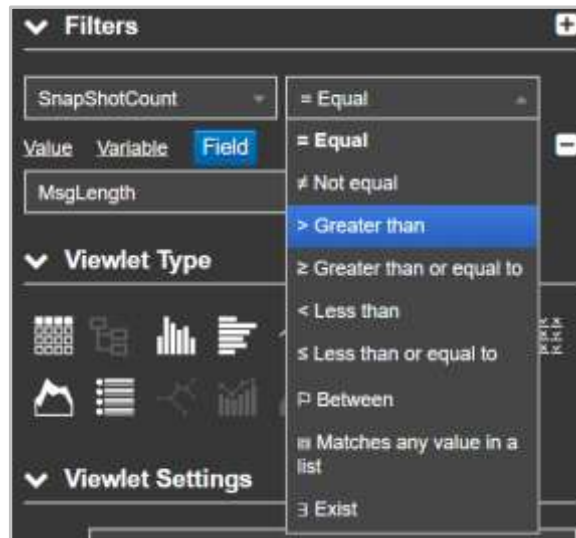 Filters
SnapShotCount
= Equal
Value Variable Field
= Equal
≠ Not equal
MsgLength
> Greater than
Viewlet Type
≥ Greater than or equal to
< Less than
≤ Less than or equal to
Between
Matches any value in a
list
Viewlet Settings
∃ Exist